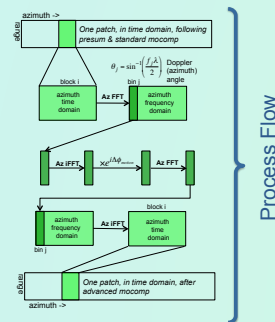 azimuth ->
range
One patch, in time domain, following
presum & standard mocomp
block i
θj = sin⁻¹(fjλ/2) Doppler
(azimuth)
angle
bin j
azimuth
time
domain
Az FFT
azimuth
frequency
domain
Az iFFT
Az FFT
bin j
azimuth
frequency
domain
Az iFFT
block i
azimuth
time
domain
range
One patch, in time domain, after
advanced mocomp
azimuth ->
Process Flow